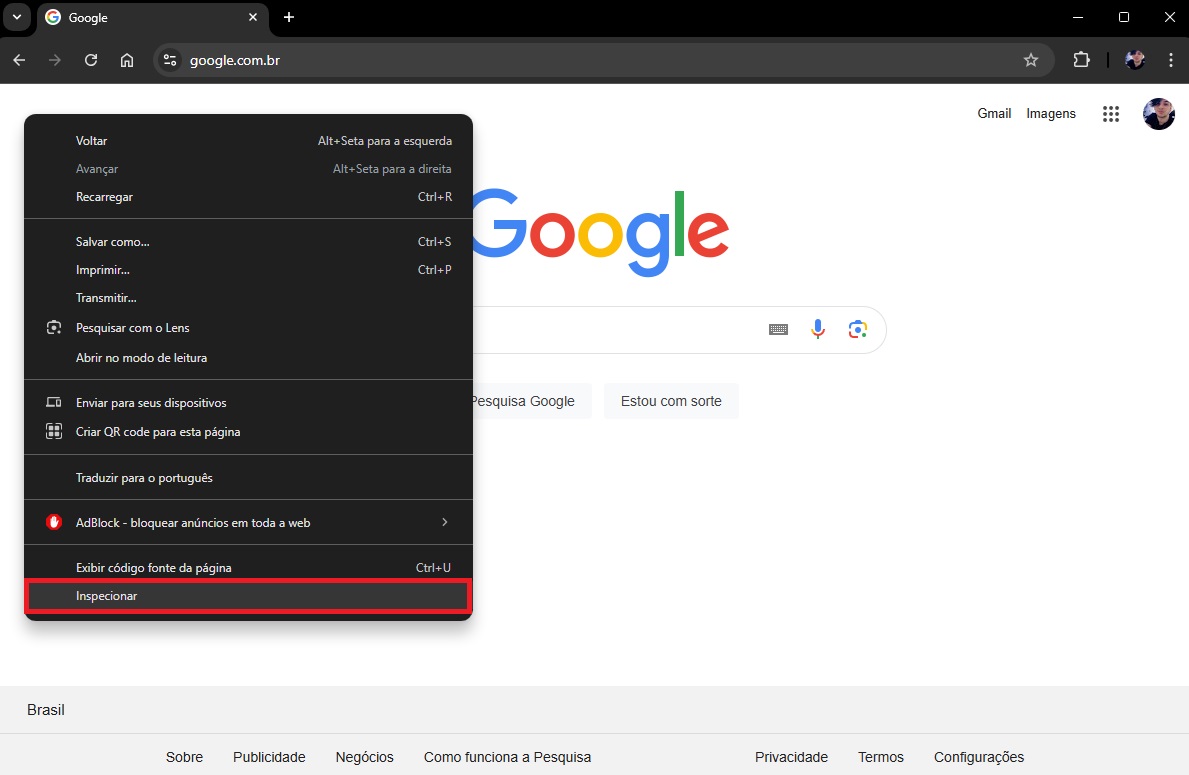 Google
google.com.br
Gmail Imagens
Voltar Alt+Seta para a esquerda
Avançar Alt+Seta para a direita
Recarregar Ctrl+R
Salvar como... Ctrl+S
Imprimir... Ctrl+P
Transmitir...
Pesquisar com o Lens
Abrir no modo de leitura
Enviar para seus dispositivos
Criar QR code para esta página
Traduzir para o português
AdBlock - bloquear anúncios em toda a web
Exibir código fonte da página Ctrl+U
Inspecionar
Google
Pesquisa Google Estou com sorte
Brasil
Sobre Publicidade Negócios Como funciona a Pesquisa Privacidade Termos Configurações